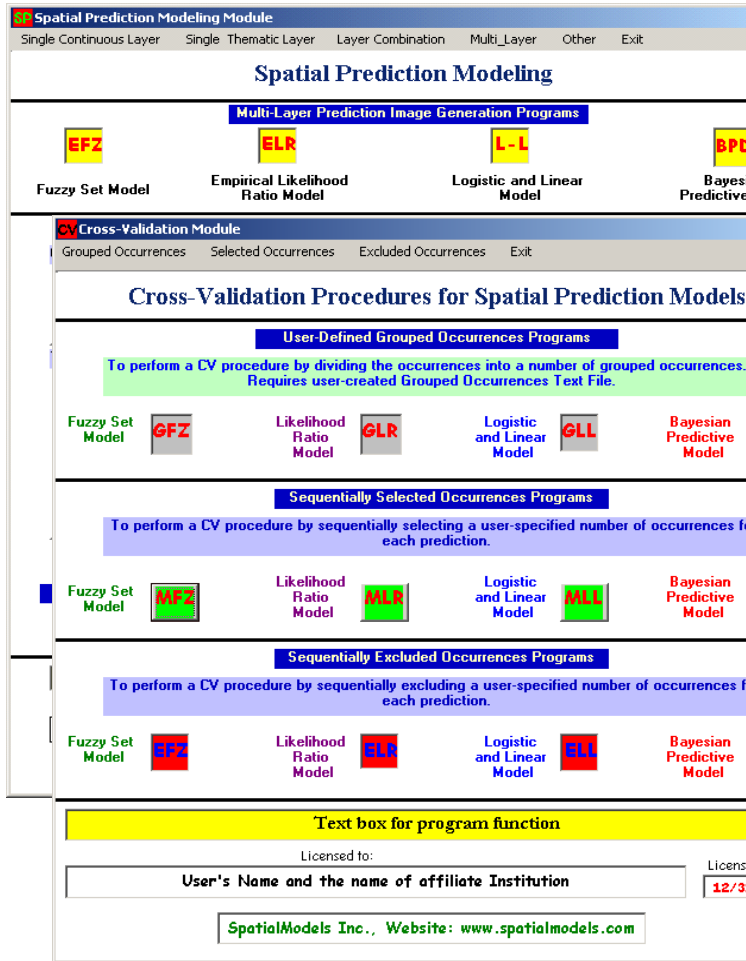 SP Spatial Prediction Modeling Module
Single Continuous Layer Single Thematic Layer Layer Combination Multi_Layer Other Exit
Spatial Prediction Modeling
Multi-Layer Prediction Image Generation Programs
EFZ ELR L-L
Fuzzy Set Model
Empirical Likelihood
Ratio Model
Logistic and Linear
Model
Predictive
CV Cross-Validation Module
Grouped Occurrences Selected Occurrences Excluded Occurrences Exit
Cross-Validation Procedures for Spatial Prediction Models
User-Defined Grouped Occurrences Programs
To perform a CV procedure by dividing the occurrences into a number of grouped occurrences.
Requires user-created Grouped Occurrences Text File.
Fuzzy Set
Model
GFZ
Likelihood
Ratio
Model
GLR
Logistic
and Linear
Model
GLL
Bayesian
Predictive
Model
Sequentially Selected Occurrences Programs
To perform a CV procedure by sequentially selecting a user-specified number of occurrences
each prediction.
Fuzzy Set
Model
MFZ
Likelihood
Ratio
Model
MLR
Logistic
and Linear
Model
MLL
Bayesian
Predictive
Model
Sequentially Excluded Occurrences Programs
To perform a CV procedure by sequentially excluding a user-specified number of occurrences
each prediction.
Fuzzy Set
Model
EFZ
Likelihood
Ratio
Model
ELR
Logistic
and Linear
Model
ELL
Bayesian
Predictive
Model
Text box for program function
Licensed to:
User's Name and the name of affiliate Institution
SpatialModels Inc., Website: www.spatialmodels.com